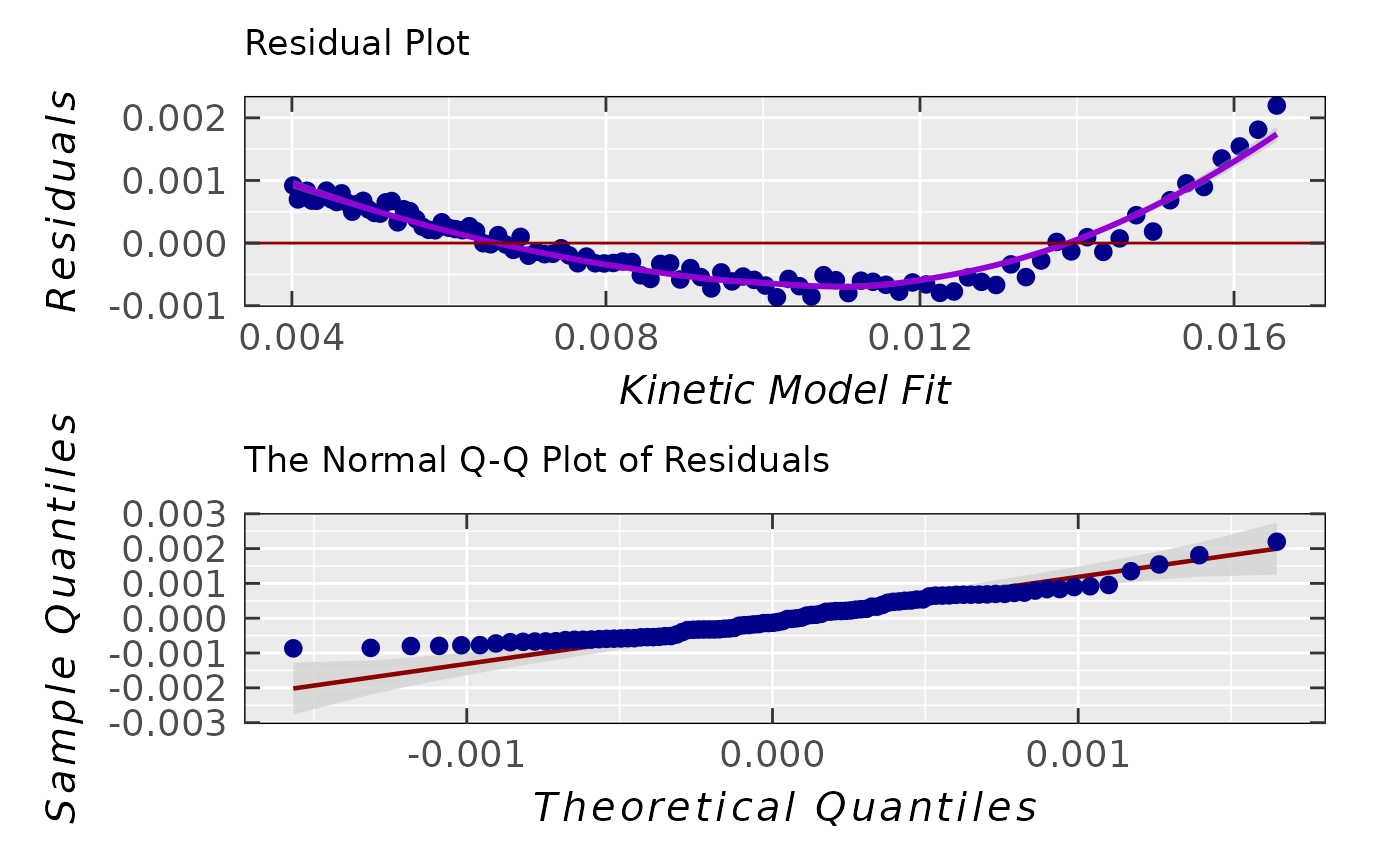 Residual Plot
Residuals
0.002
0.001
0.000
-0.001
0.004 0.008 0.012 0.016
Kinetic Model Fit
The Normal Q-Q Plot of Residuals
Sample Quantiles
0.003
0.002
0.001
0.000
-0.001
-0.002
-0.003
-0.001 0.000 0.001
Theoretical Quantiles